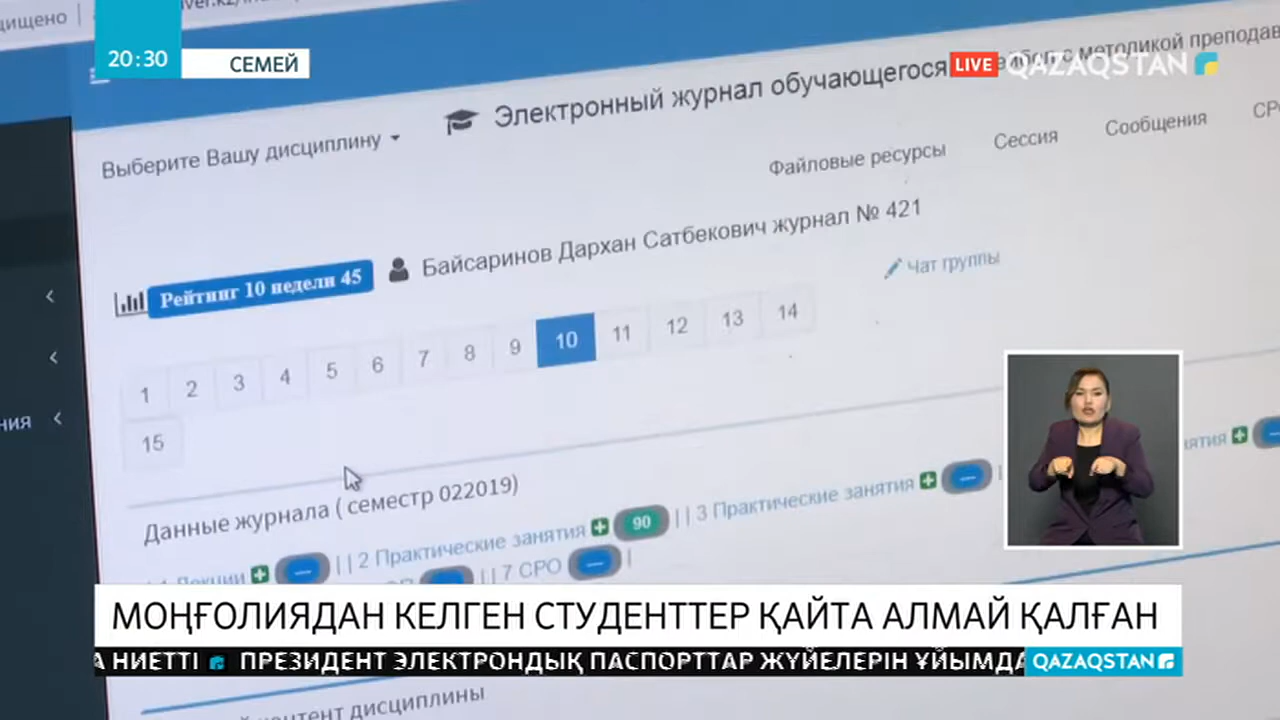 20:30
СЕМЕЙ
LIVE QAZAQSTAN
Электронный журнал обучающегося
с методикой
Выберите Вашу дисциплину
Файловые ресурсы Сессия Сообщения
Байсаринов Дархан Сатбекович журнал № 421
Рейтинг 10 недели 45
Чат группы
1 2 3 4 5 6 7 8 9 10 11 12 13 14
15
Данные журнала ( семестр 022019)
Лекции || 2 Практические занятия 90 || 3 Практические занятия
|| 7 СРО |
МОҢҒОЛИЯДАН КЕЛГЕН СТУДЕНТТЕР ҚАЙТА АЛМАЙ ҚАЛҒАН
А НИЕТТІ ПРЕЗИДЕНТ ЭЛЕКТРОНДЫҚ ПАСПОРТТАР ЖҮЙЕЛЕРІН ҰЙЫМДА
QAZAQSTAN
дисциплины